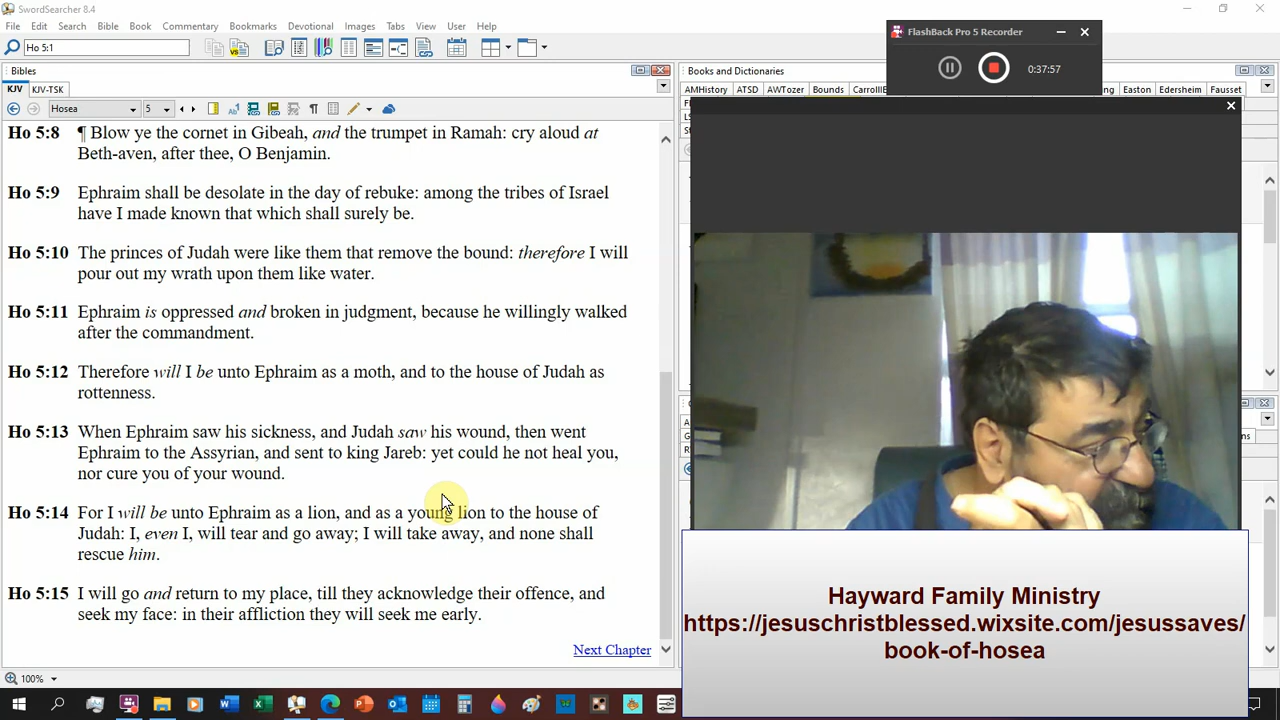 SwordSearcher 8.4
File Edit Search Bible Book Commentary Bookmarks Devotional Images Tabs View User Help
Ho 5:1
Bibles
KJV KJV-TSK
Hosea 5
Ho 5:8 ¶ Blow ye the cornet in Gibeah, and the trumpet in Ramah: cry aloud at
Beth-aven, after thee, O Benjamin.
Ho 5:9 Ephraim shall be desolate in the day of rebuke: among the tribes of Israel
have I made known that which shall surely be.
Ho 5:10 The princes of Judah were like them that remove the bound: therefore I will
pour out my wrath upon them like water.
Ho 5:11 Ephraim is oppressed and broken in judgment, because he willingly walked
after the commandment.
Ho 5:12 Therefore will I be unto Ephraim as a moth, and to the house of Judah as
rottenness.
Ho 5:13 When Ephraim saw his sickness, and Judah saw his wound, then went
Ephraim to the Assyrian, and sent to king Jareb: yet could he not heal you,
nor cure you of your wound.
Ho 5:14 For I will be unto Ephraim as a lion, and as a young lion to the house of
Judah: I, even I, will tear and go away; I will take away, and none shall
rescue him.
Ho 5:15 I will go and return to my place, till they acknowledge their offence, and
seek my face: in their affliction they will seek me early.
Next Chapter
100%
FlashBack Pro 5 Recorder
0:37:57
Books and Dictionaries
AMHistory ATSD AWTozer Bounds Easton Edersheim Fausset
Hayward Family Ministry
https://jesuschristblessed.wixsite.com/jesussaves/
book-of-hosea